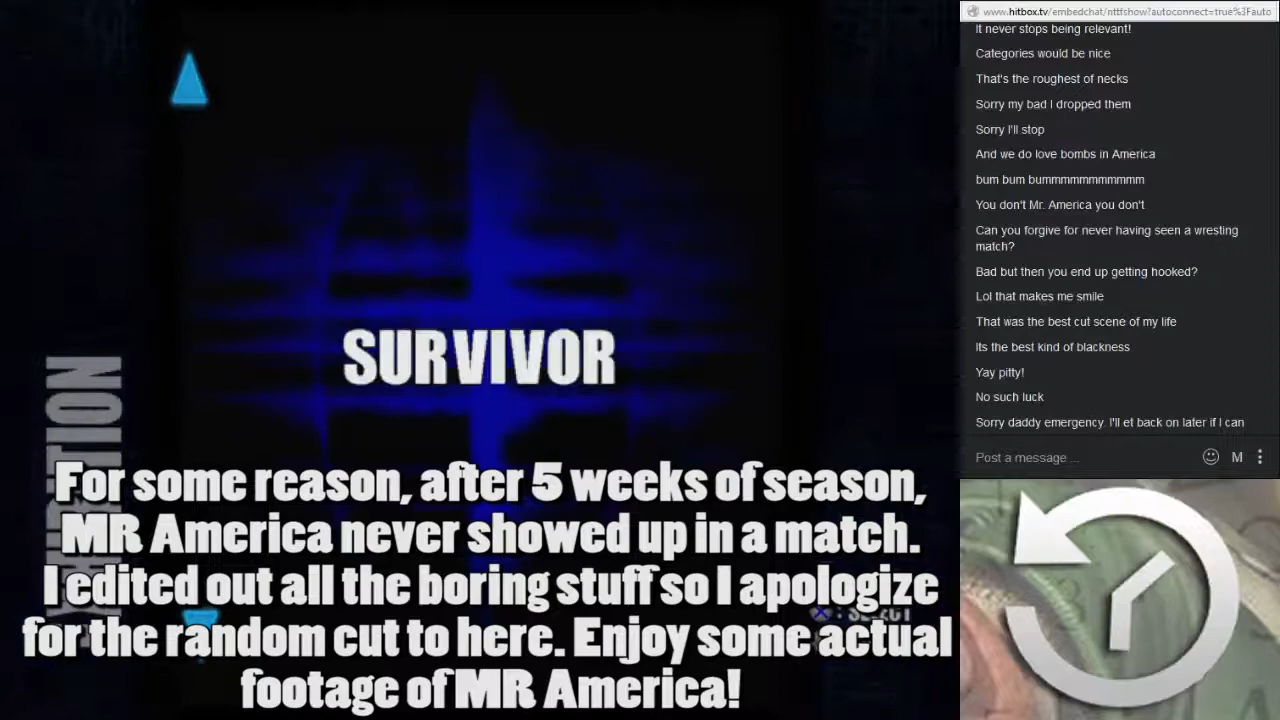 SURVIVOR
EXHIBITION
: SELECT
For some reason, after 5 weeks of season,
MR America never showed up in a match.
I edited out all the boring stuff so I apologize
for the random cut to here. Enjoy some actual
footage of MR America!
www.hitbox.tv/embedchat/nttfshow?autoconnect=true%3Fauto
It never stops being relevant!
Categories would be nice
That's the roughest of necks
Sorry my bad I dropped them
Sorry I'll stop
And we do love bombs in America
bum bum bummmmmmmmmmm
You don't Mr. America you don't
Can you forgive for never having seen a wresting
match?
Bad but then you end up getting hooked?
Lol that makes me smile
That was the best cut scene of my life
Its the best kind of blackness
Yay pitty!
No such luck
Sorry daddy emergency. I'll et back on later if I can
Post a message ...
M